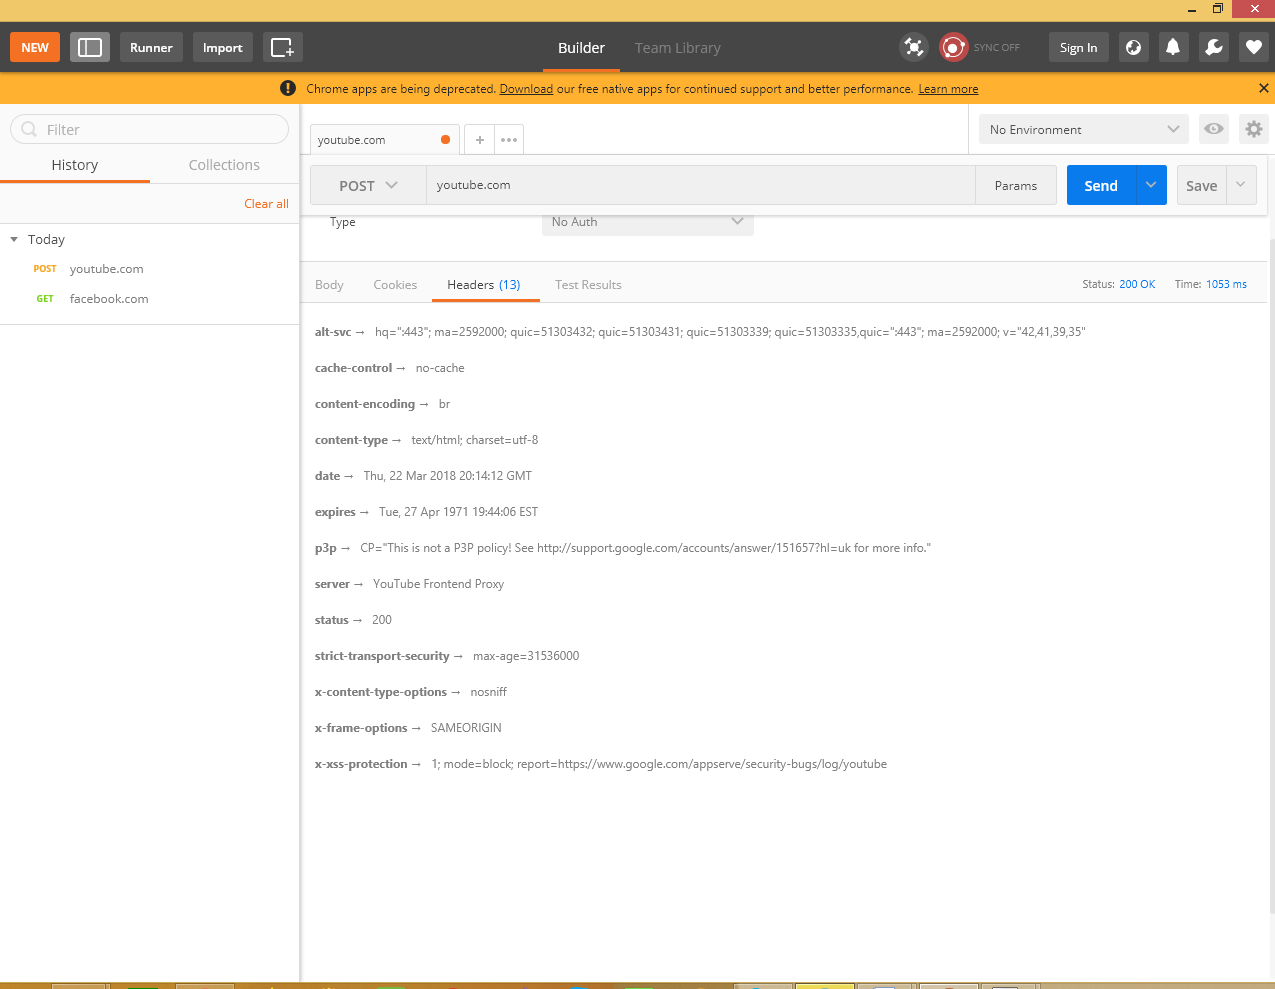 NEW Runner Import Builder Team Library SYNC OFF Sign In
Chrome apps are being deprecated. Download our free native apps for continued support and better performance. Learn more
Filter
History Collections
Clear all
Today
POST youtube.com
GET facebook.com
youtube.com + ••• No Environment
POST youtube.com Params Send Save
Type No Auth
Body Cookies Headers (13) Test Results Status: 200 OK Time: 1053 ms
alt-svc → hq=":443"; ma=2592000; quic=51303432; quic=51303431; quic=51303339; quic=51303335,quic=":443"; ma=2592000; v="42,41,39,35"
cache-control → no-cache
content-encoding → br
content-type → text/html; charset=utf-8
date → Thu, 22 Mar 2018 20:14:12 GMT
expires → Tue, 27 Apr 1971 19:44:06 EST
p3p → CP="This is not a P3P policy! See http://support.google.com/accounts/answer/151657?hl=uk for more info."
server → YouTube Frontend Proxy
status → 200
strict-transport-security → max-age=31536000
x-content-type-options → nosniff
x-frame-options → SAMEORIGIN
x-xss-protection → 1; mode=block; report=https://www.google.com/appserve/security-bugs/log/youtube